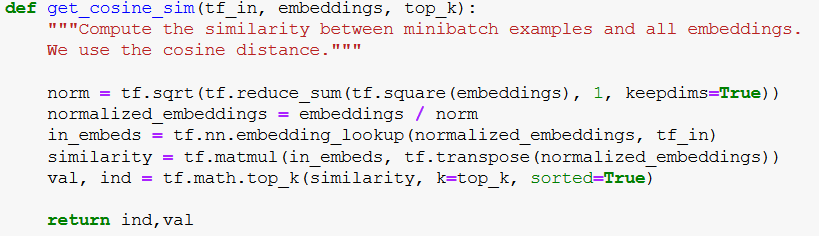 def get_cosine_sim(tf_in, embeddings, top_k):
    """Compute the similarity between minibatch examples and all embeddings.
    We use the cosine distance."""

    norm = tf.sqrt(tf.reduce_sum(tf.square(embeddings), 1, keepdims=True))
    normalized_embeddings = embeddings / norm
    in_embeds = tf.nn.embedding_lookup(normalized_embeddings, tf_in)
    similarity = tf.matmul(in_embeds, tf.transpose(normalized_embeddings))
    val, ind = tf.math.top_k(similarity, k=top_k, sorted=True)

    return ind,val